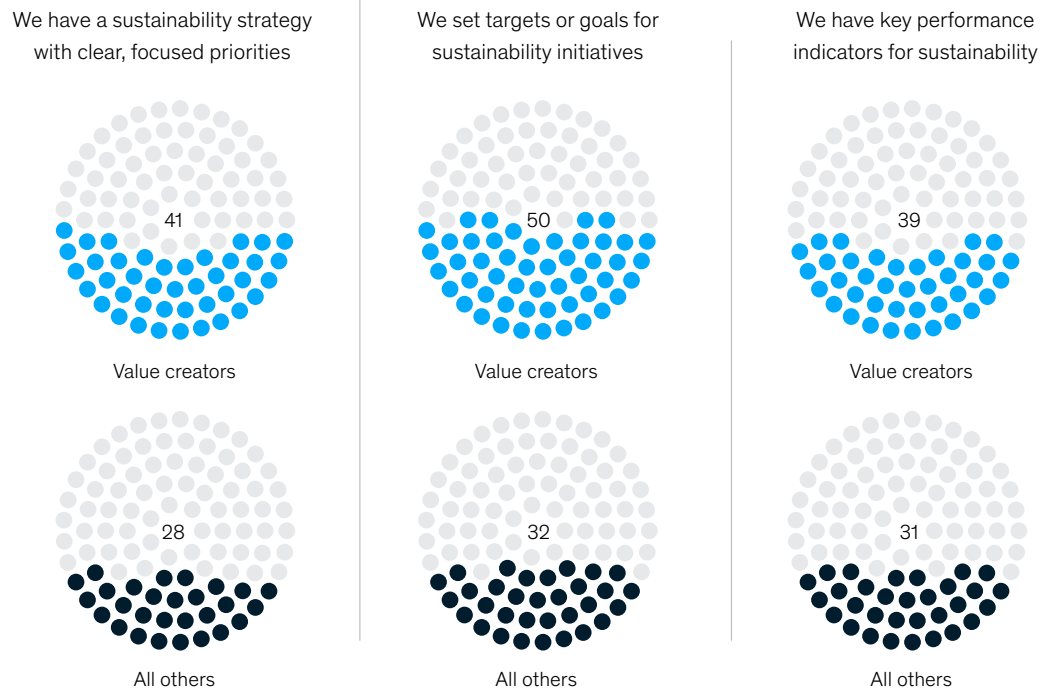 We have a sustainability strategy
with clear, focused priorities
We set targets or goals for
sustainability initiatives
We have key performance
indicators for sustainability
41
50
39
Value creators
Value creators
Value creators
28
32
31
All others
All others
All others